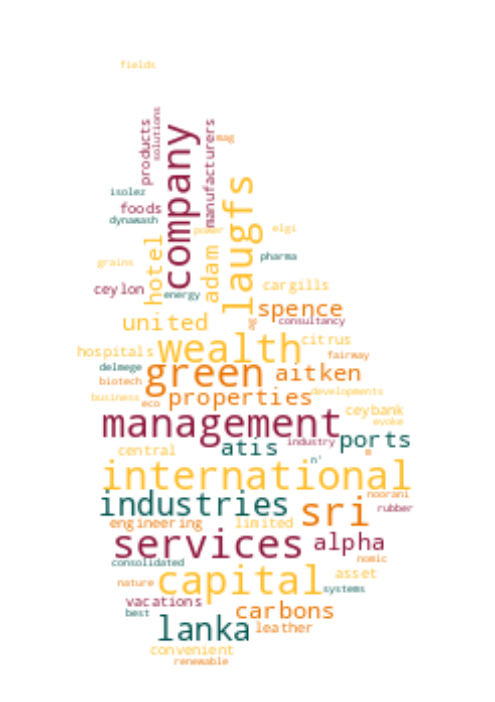 fields
products
solutions
company
manufacturers
mag
isolez
foods
dynawash
hotel
adam
laugfs
power
elgi
grains
pharma
ceylon
energy
cargills
spence
united
ag
consultancy
hospitals
wealth
citrus
fairway
delmege
green
aitken
biotech
business
eco
properties
developments
management
ceybank
evoke
central
atis
industry
ports
n'
m
international
industries
sri
noorani
rubber
engineering
limited
services
alpha
consolidated
nomic
nature
capital
asset
systems
vacations
best
carbons
lanka
leather
convenient
renewable